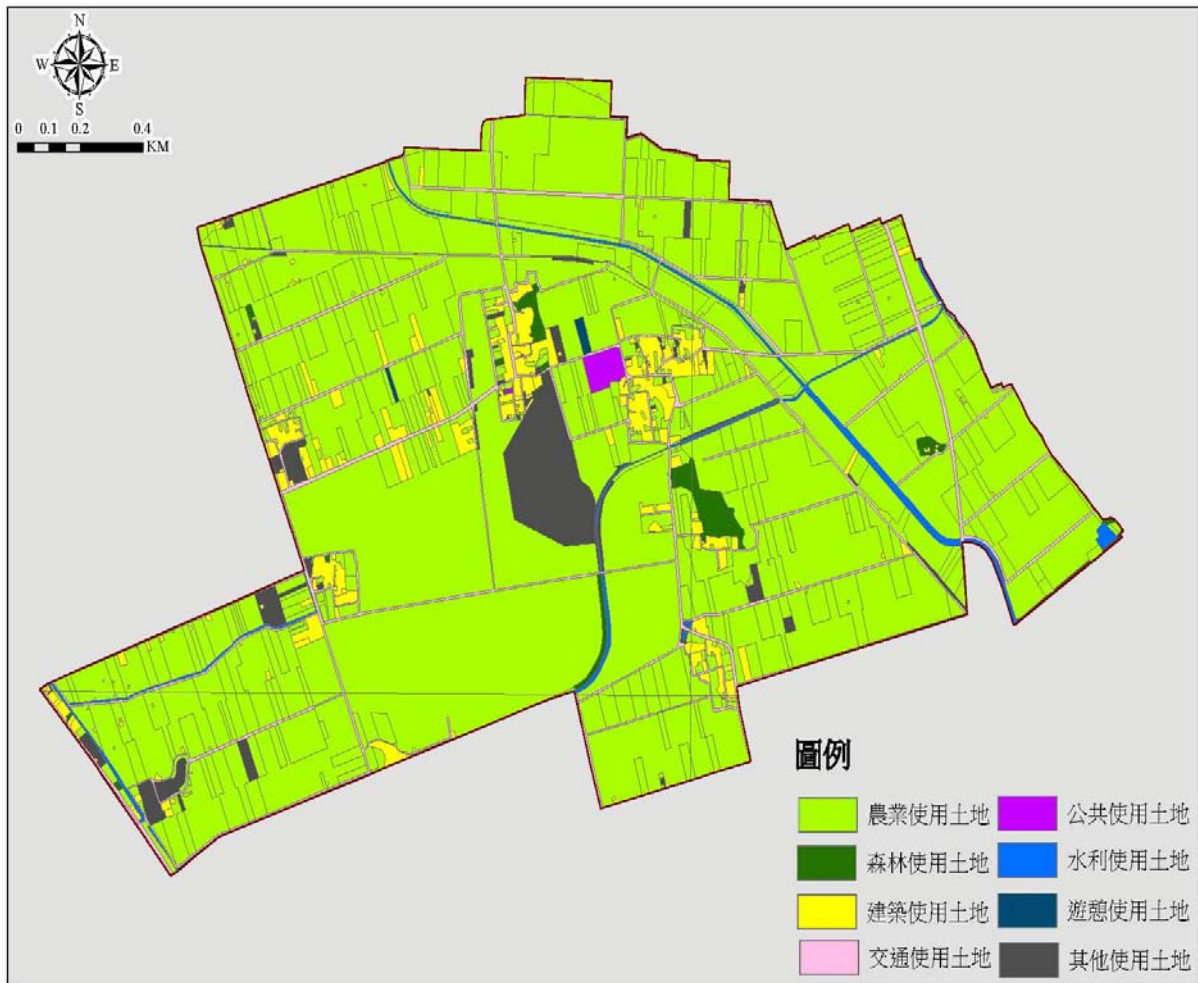 N
W E
S
0 0.1 0.2 0.4
KM
圖例
農業使用土地 公共使用土地
森林使用土地 水利使用土地
建築使用土地 遊憩使用土地
交通使用土地 其他使用土地